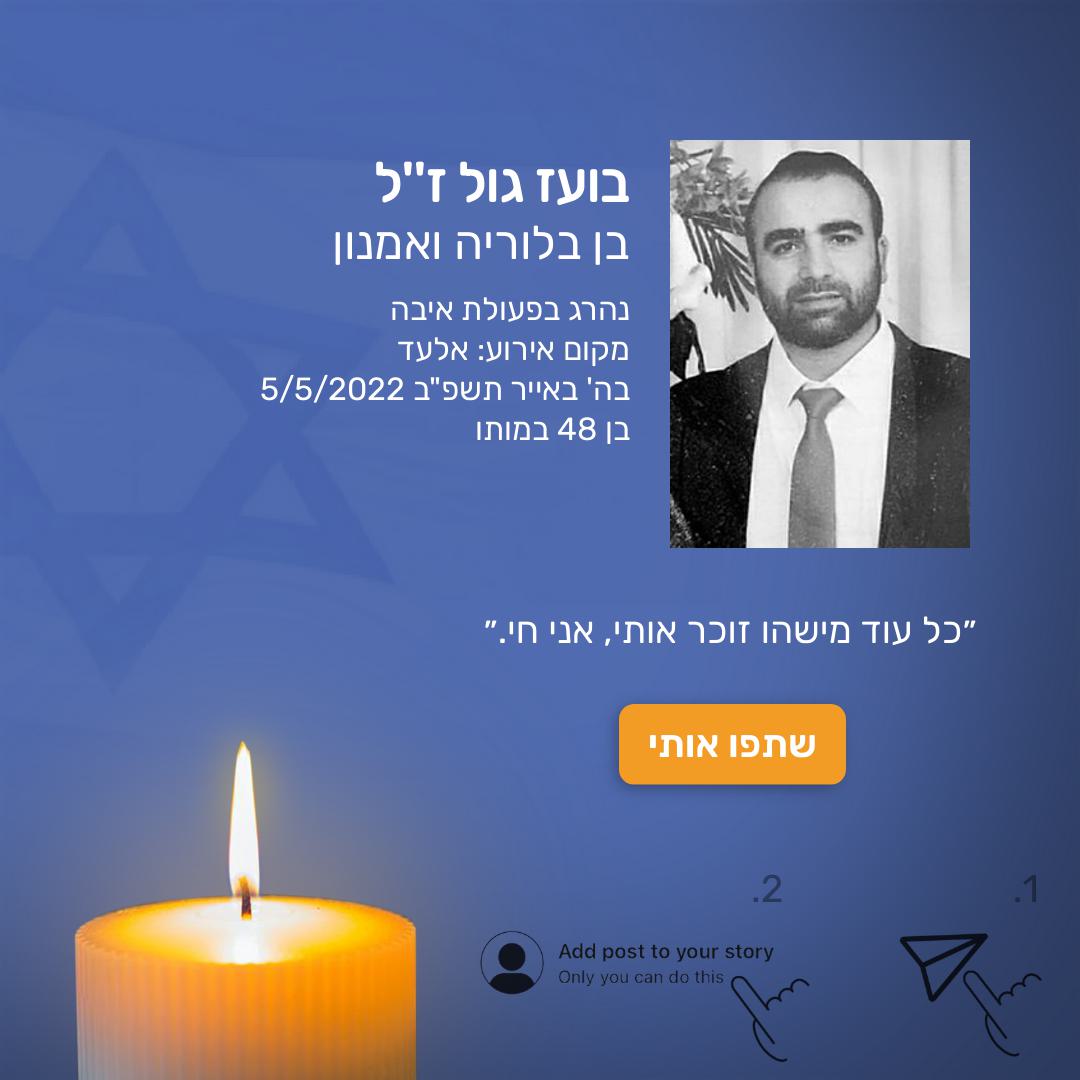 בועז גול ז"ל
בן בלוריה ואמנון
נהרג בפעולת איבה
מקום אירוע: אלעד
בה' באייר תשפ"ב 5/5/2022
בן 48 במותו
״כל עוד מישהו זוכר אותי, אני חי.״
שתפו אותי
1.
2.
Add post to your story
Only you can do this